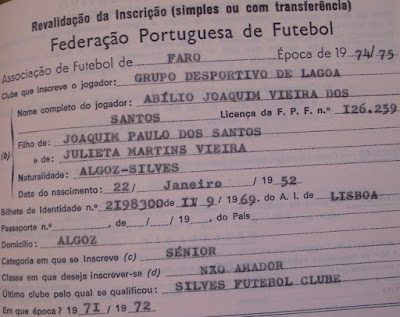 Revalidação da Inscrição (simples ou com transferência)
Federação Portuguesa de Futebol
Associação de Futebol de FARO Época de 19 74/75
Clube que inscreve o jogador: GRUPO DESPORTIVO DE LAGOA
Nome completo do jogador: ABÍLIO JOAQUIM VIEIRA DOS
SANTOS Licença da F. P. F. n.º 126.259
Filho de: JOAQUIM PAULO DOS SANTOS
(b) e de: JULIETA MARTINS VIEIRA
Naturalidade: ALGOZ-SILVES
Data do nascimento: 22/ Janeiro / 19 52
Bilhete de Identidade n.º 2198300 de II 9 / 1969. do A. I. de LISBOA
Passaporte n.º , de / / 19 , do País
Domicílio: ALGOZ
Categoria em que se Inscreve (c) SÉNIOR
Classe em que deseja inscrever-se (d) NXO AMADOR
Último clube pelo qual se qualificou: SILVES FUTEBOL CLUBE
Em que época? 19 7I / 19 72